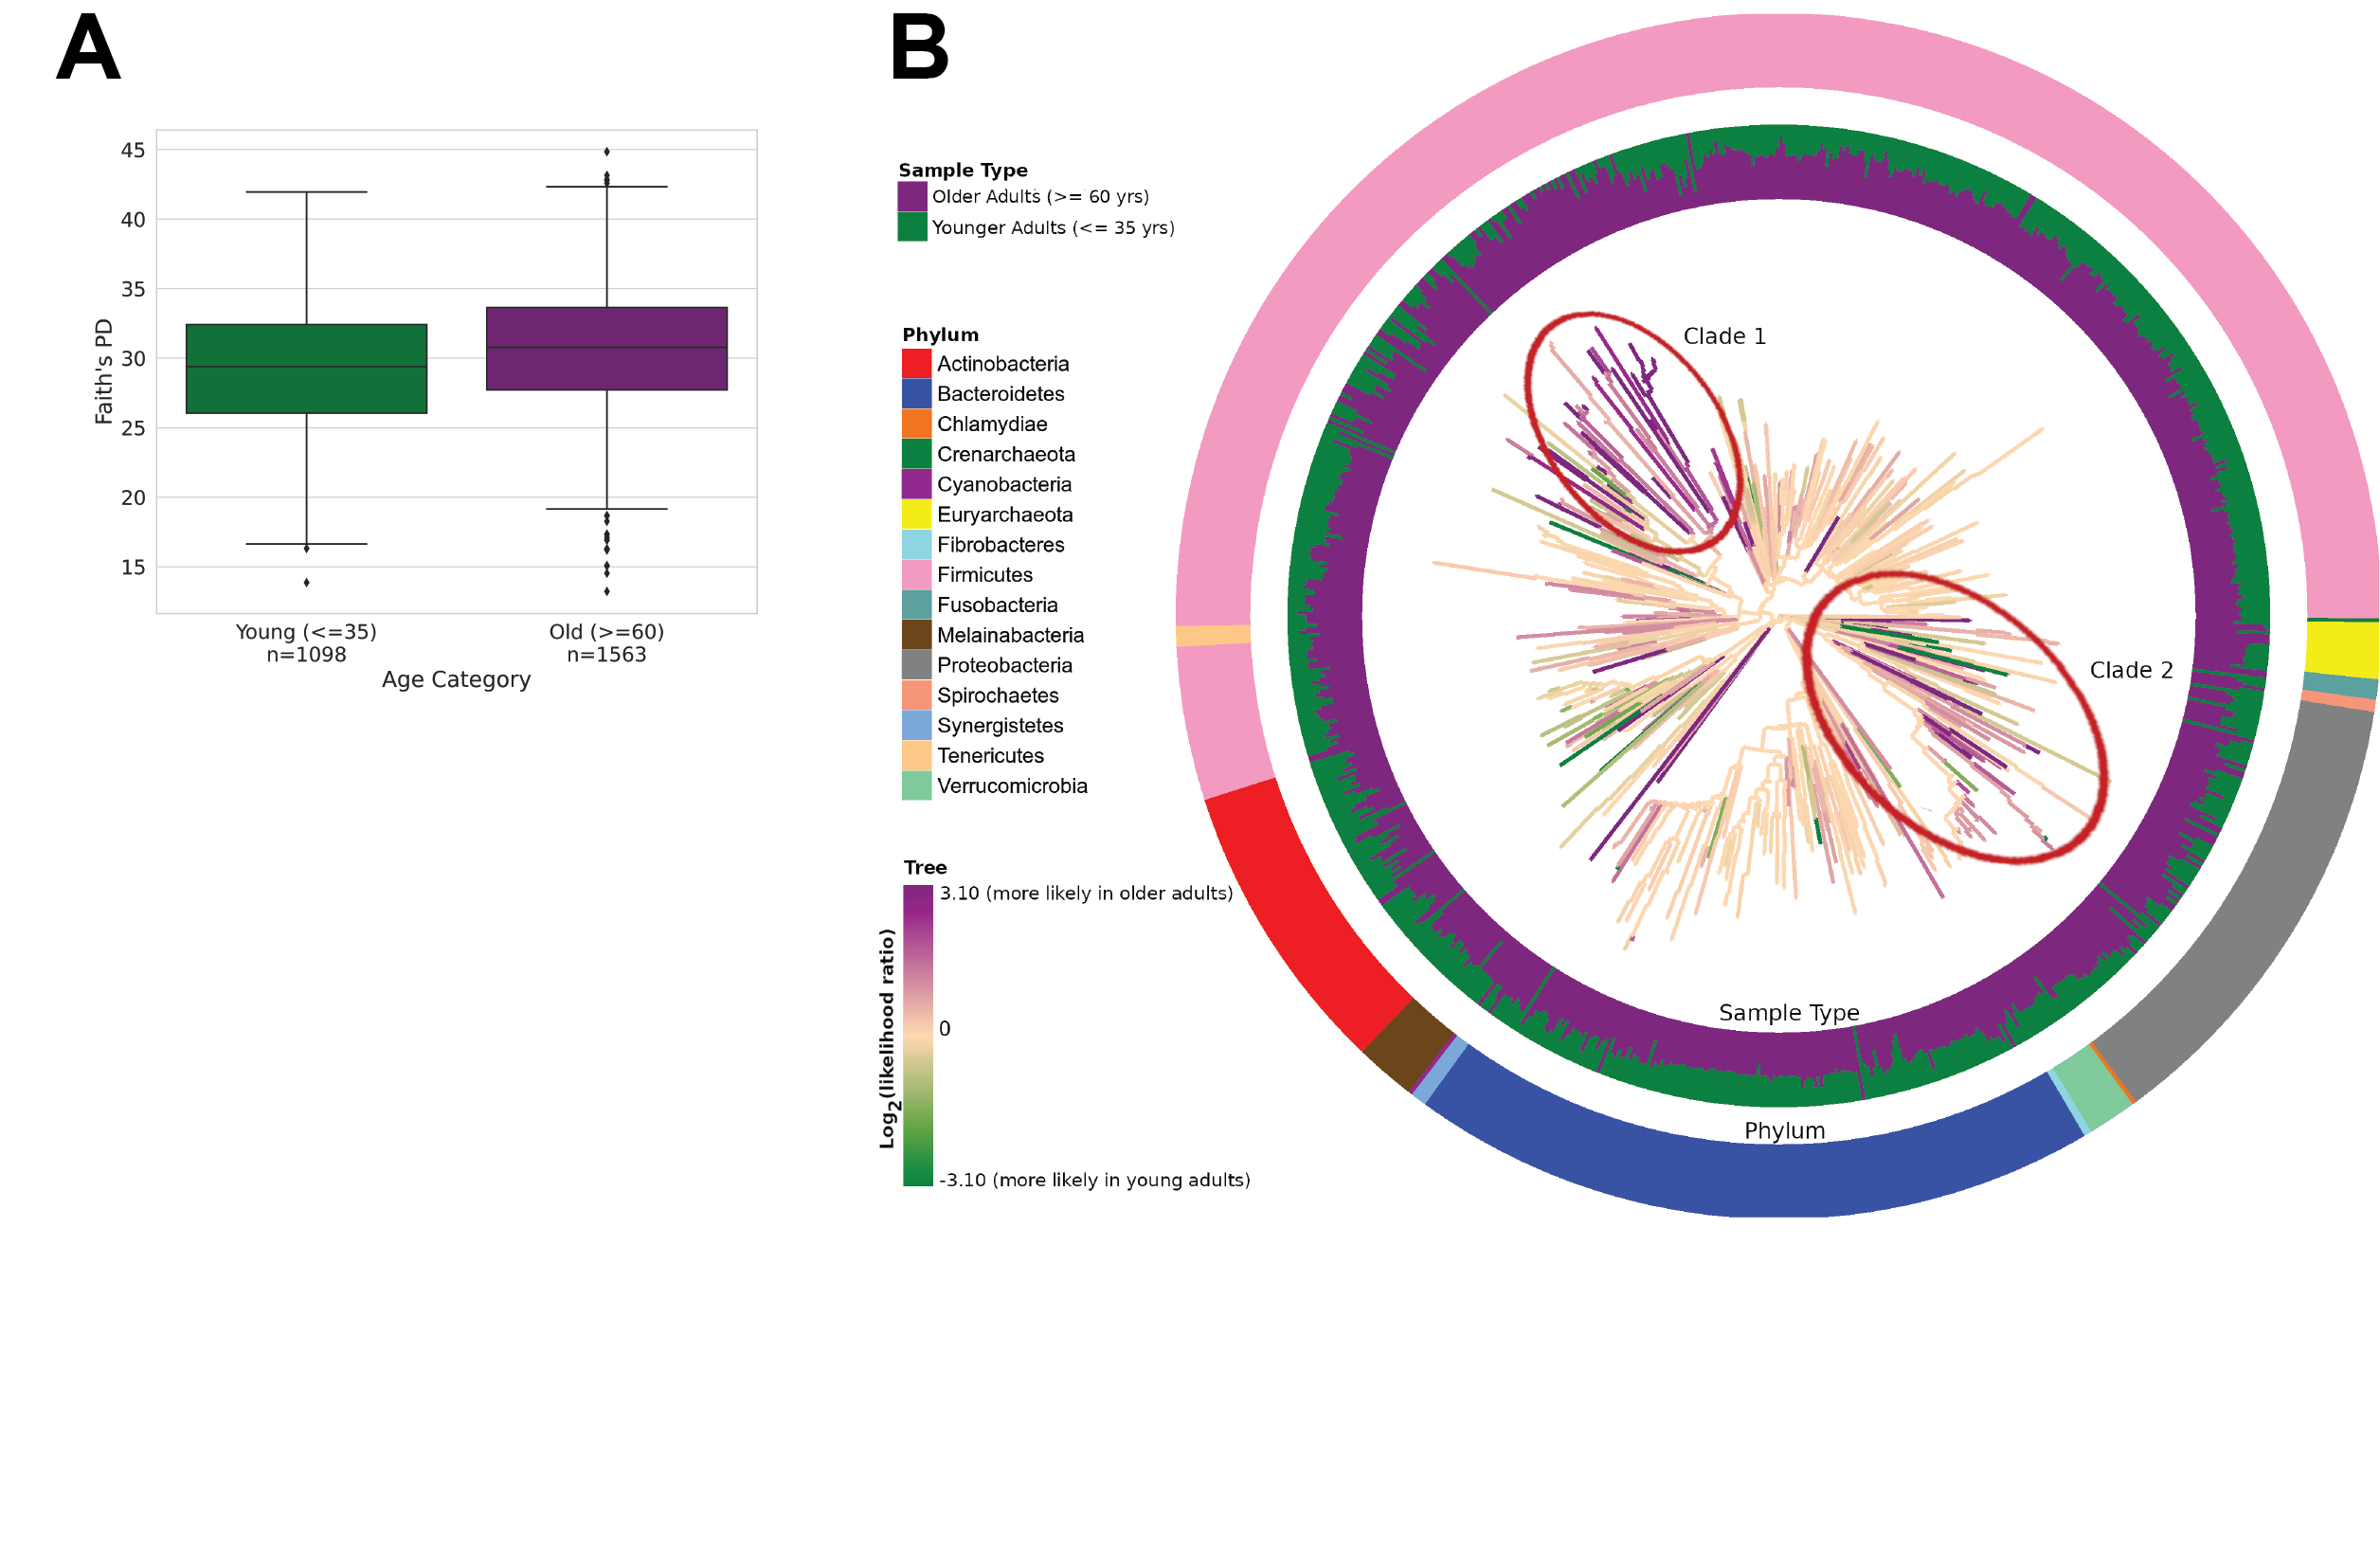 A
B
45
40
35
30
25
20
15
Faith's PD
Young (<=35)
n=1098
Old (>=60)
n=1563
Age Category
Sample Type
Older Adults (>= 60 yrs)
Younger Adults (<= 35 yrs)
Phylum
Actinobacteria
Bacteroidetes
Chlamydiae
Crenarchaeota
Cyanobacteria
Euryarchaeota
Fibrobacteres
Firmicutes
Fusobacteria
Melainabacteria
Proteobacteria
Spirochaetes
Synergistetes
Tenericutes
Verrucomicrobia
Tree
3.10 (more likely in older adults)
0
-3.10 (more likely in young adults)
Log2(likelihood ratio)
Clade 1
Clade 2
Sample Type
Phylum